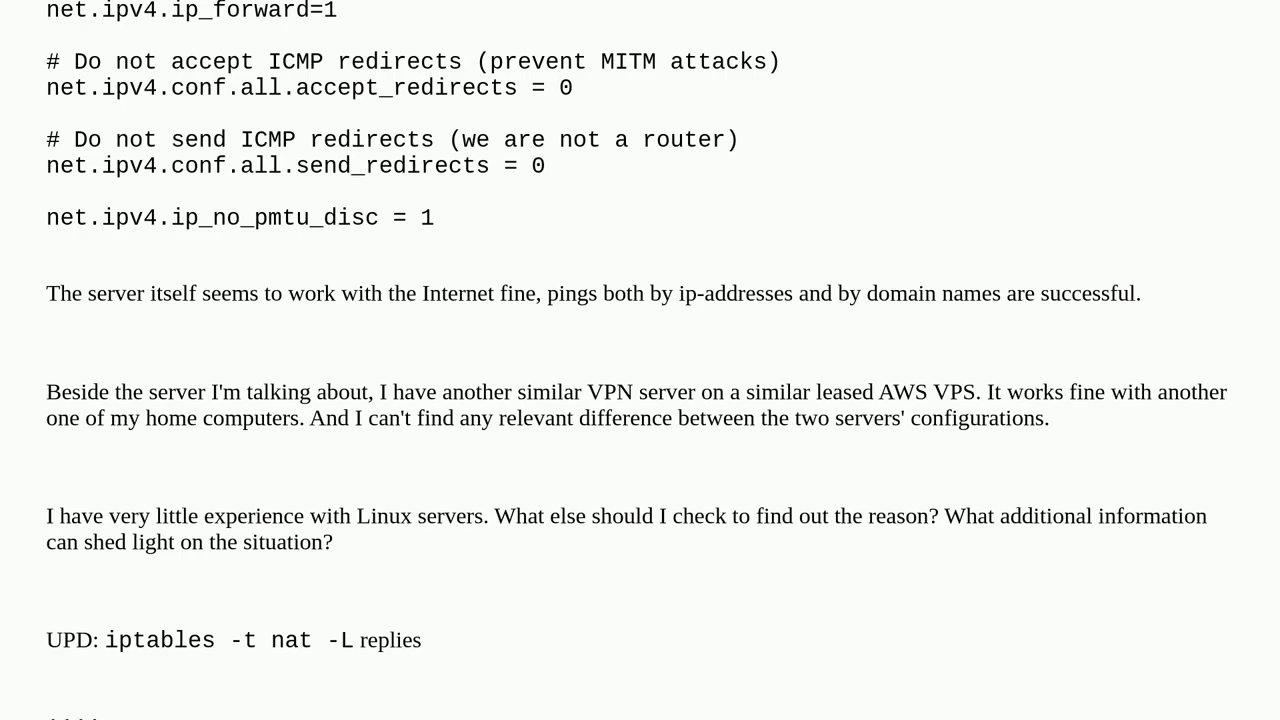 net.ipv4.ip_forward=1
# Do not accept ICMP redirects (prevent MITM attacks)
net.ipv4.conf.all.accept_redirects = 0
# Do not send ICMP redirects (we are not a router)
net.ipv4.conf.all.send_redirects = 0
net.ipv4.ip_no_pmtu_disc = 1
The server itself seems to work with the Internet fine, pings both by ip-addresses and by domain names are successful.
Beside the server I'm talking about, I have another similar VPN server on a similar leased AWS VPS. It works fine with another
one of my home computers. And I can't find any relevant difference between the two servers' configurations.
I have very little experience with Linux servers. What else should I check to find out the reason? What additional information
can shed light on the situation?
UPD: iptables -t nat -L replies